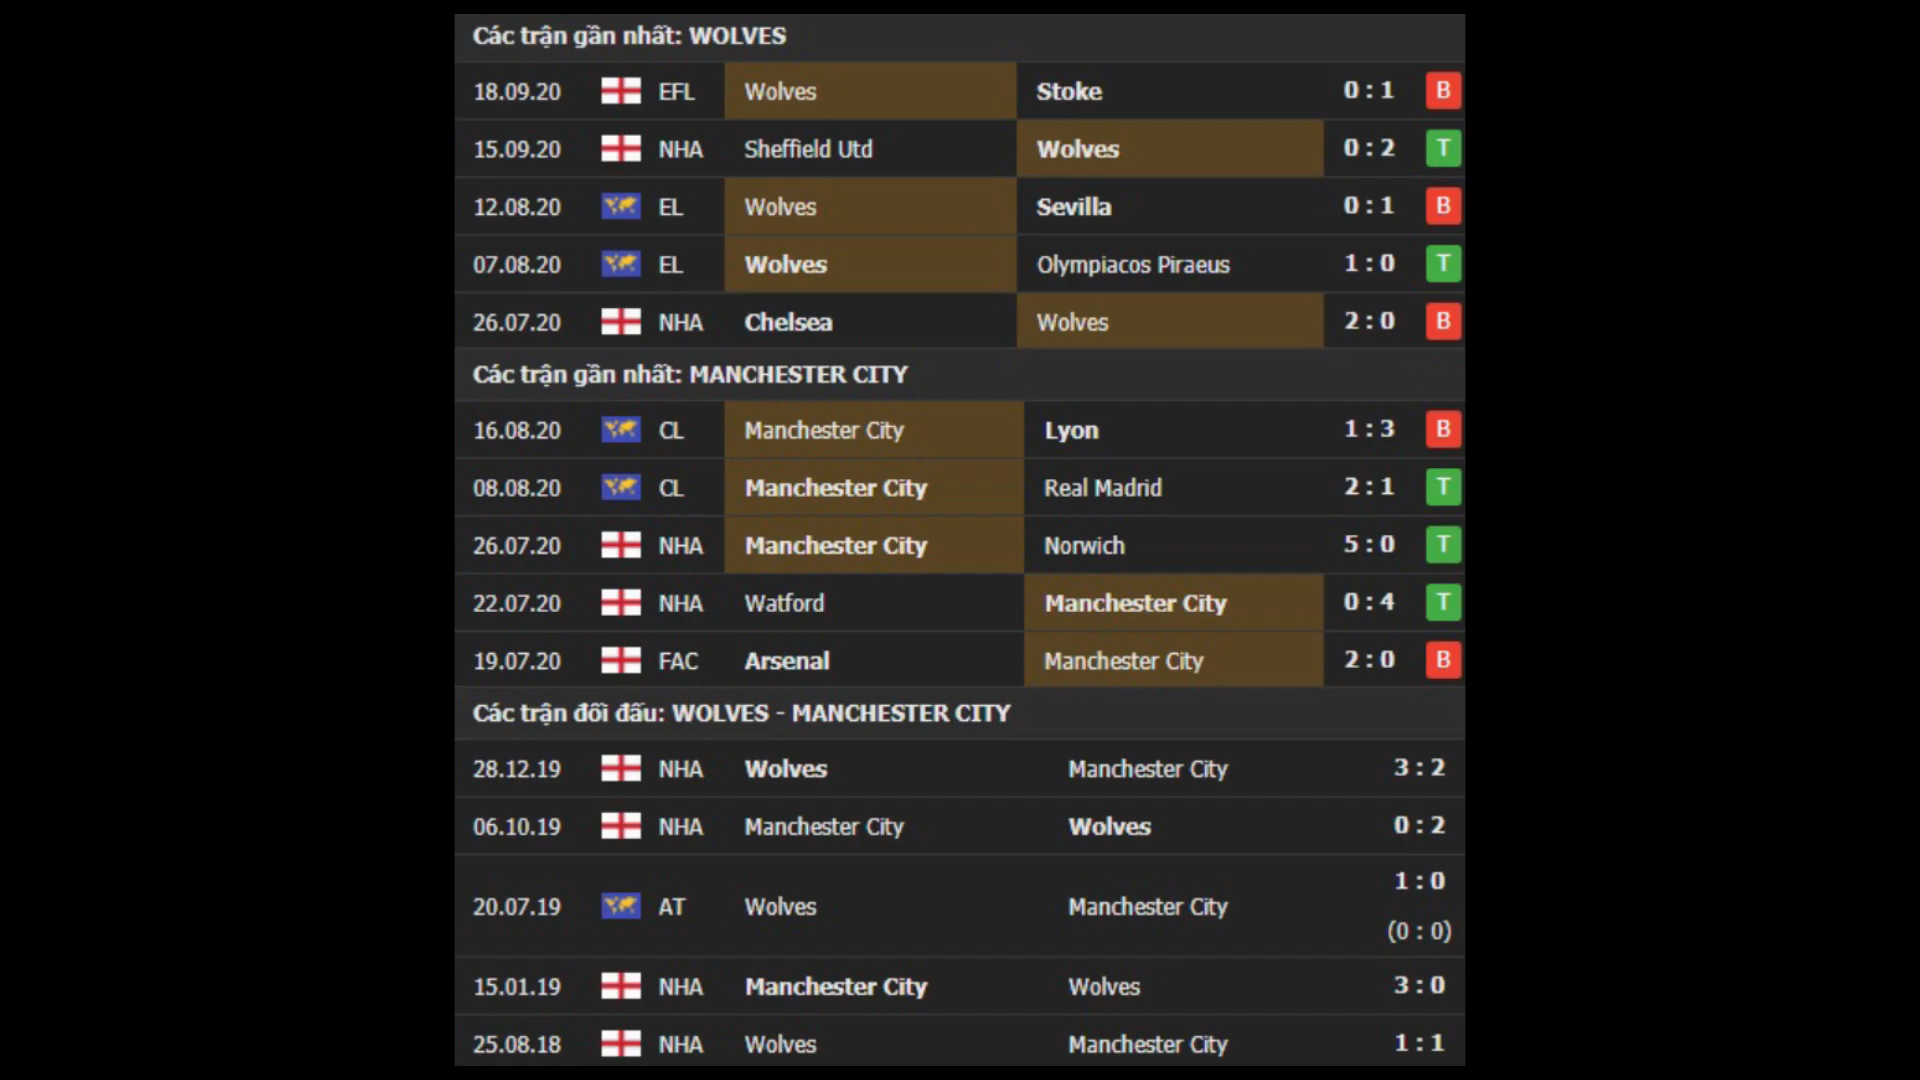 Các trận gần nhất: WOLVES
18.09.20 EFL Wolves Stoke 0 : 1 B
15.09.20 NHA Sheffield Utd Wolves 0 : 2 T
12.08.20 EL Wolves Sevilla 0 : 1 B
07.08.20 EL Wolves Olympiacos Piraeus 1 : 0 T
26.07.20 NHA Chelsea Wolves 2 : 0 B
Các trận gần nhất: MANCHESTER CITY
16.08.20 CL Manchester City Lyon 1 : 3 B
08.08.20 CL Manchester City Real Madrid 2 : 1 T
26.07.20 NHA Manchester City Norwich 5 : 0 T
22.07.20 NHA Watford Manchester City 0 : 4 T
19.07.20 FAC Arsenal Manchester City 2 : 0 B
Các trận đối đấu: WOLVES - MANCHESTER CITY
28.12.19 NHA Wolves Manchester City 3 : 2
06.10.19 NHA Manchester City Wolves 0 : 2
20.07.19 AT Wolves Manchester City 1 : 0
(0 : 0)
15.01.19 NHA Manchester City Wolves 3 : 0
25.08.18 NHA Wolves Manchester City 1 : 1